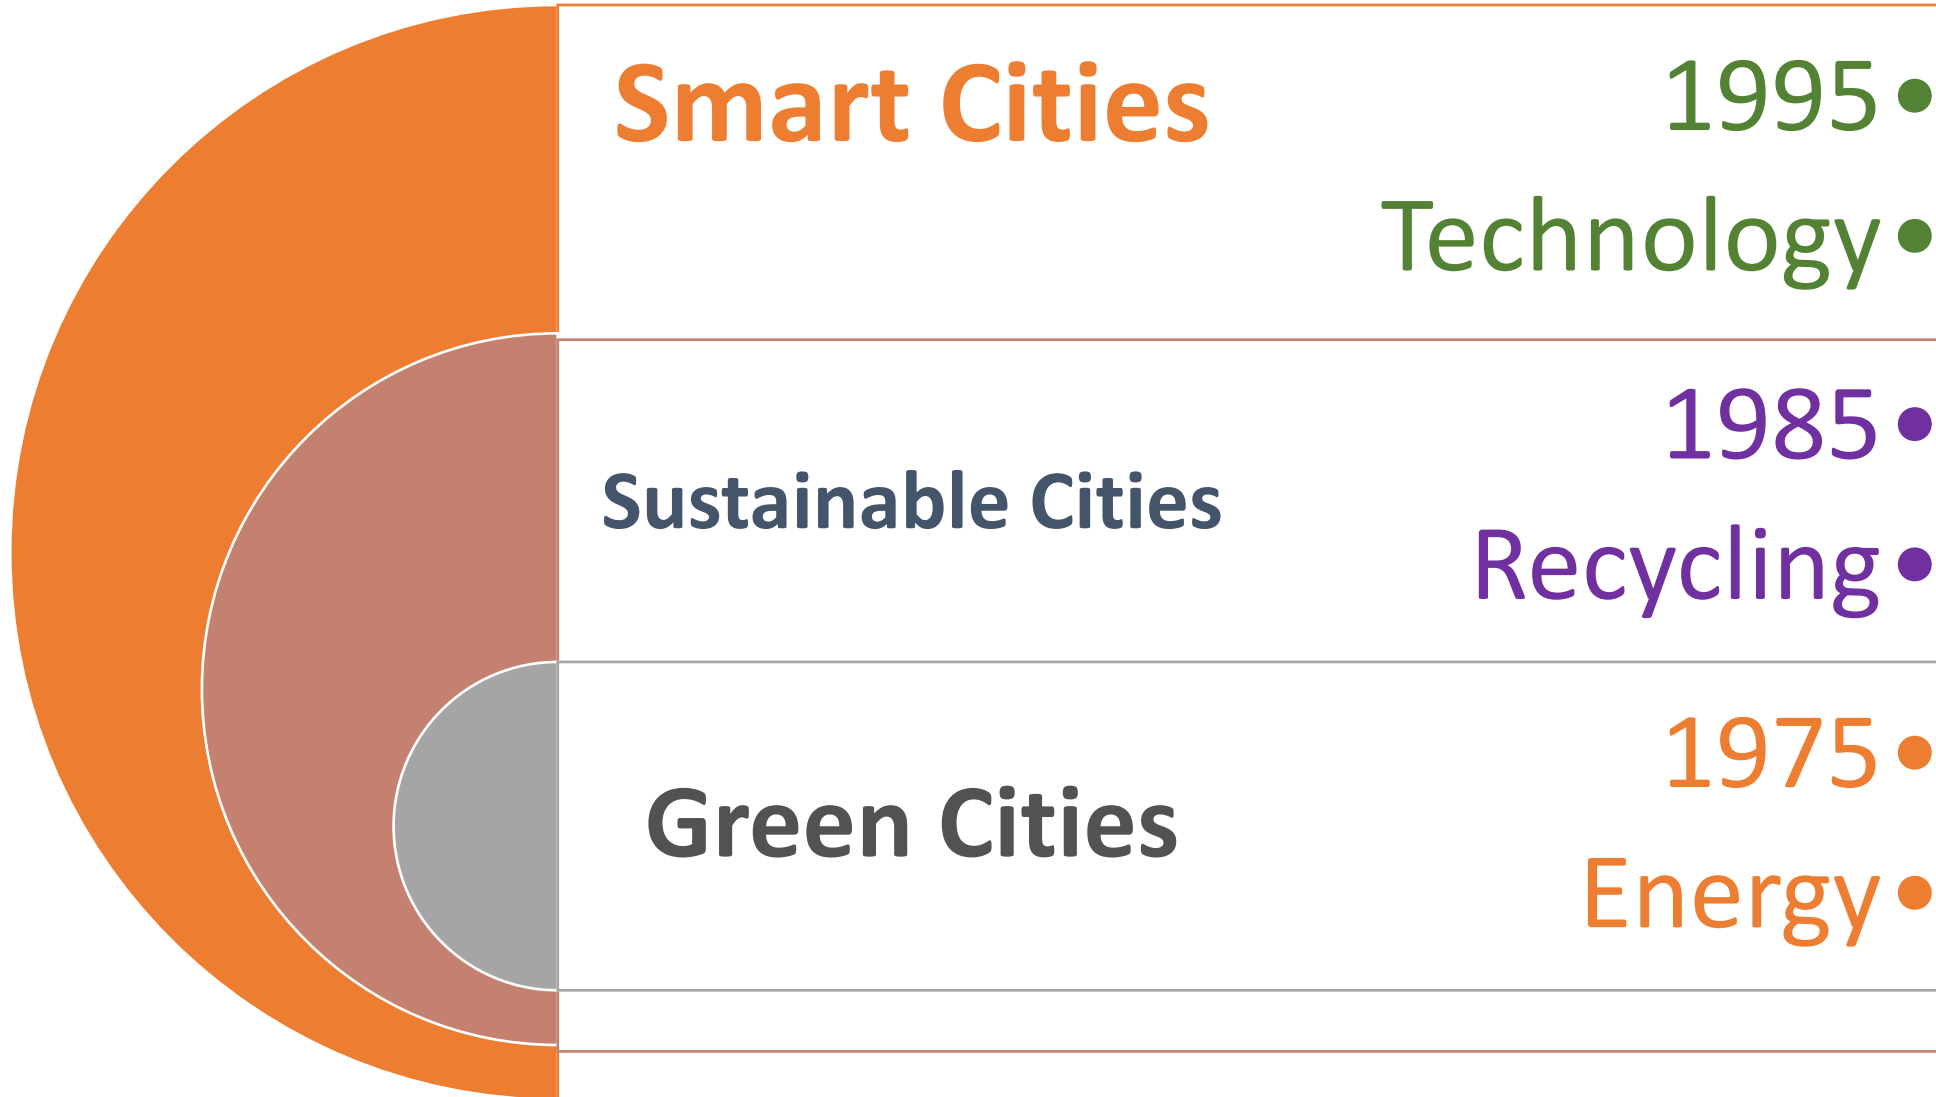 Smart Cities
1995•
Technology•
Sustainable Cities
1985•
Recycling•
Green Cities
1975•
Energy•